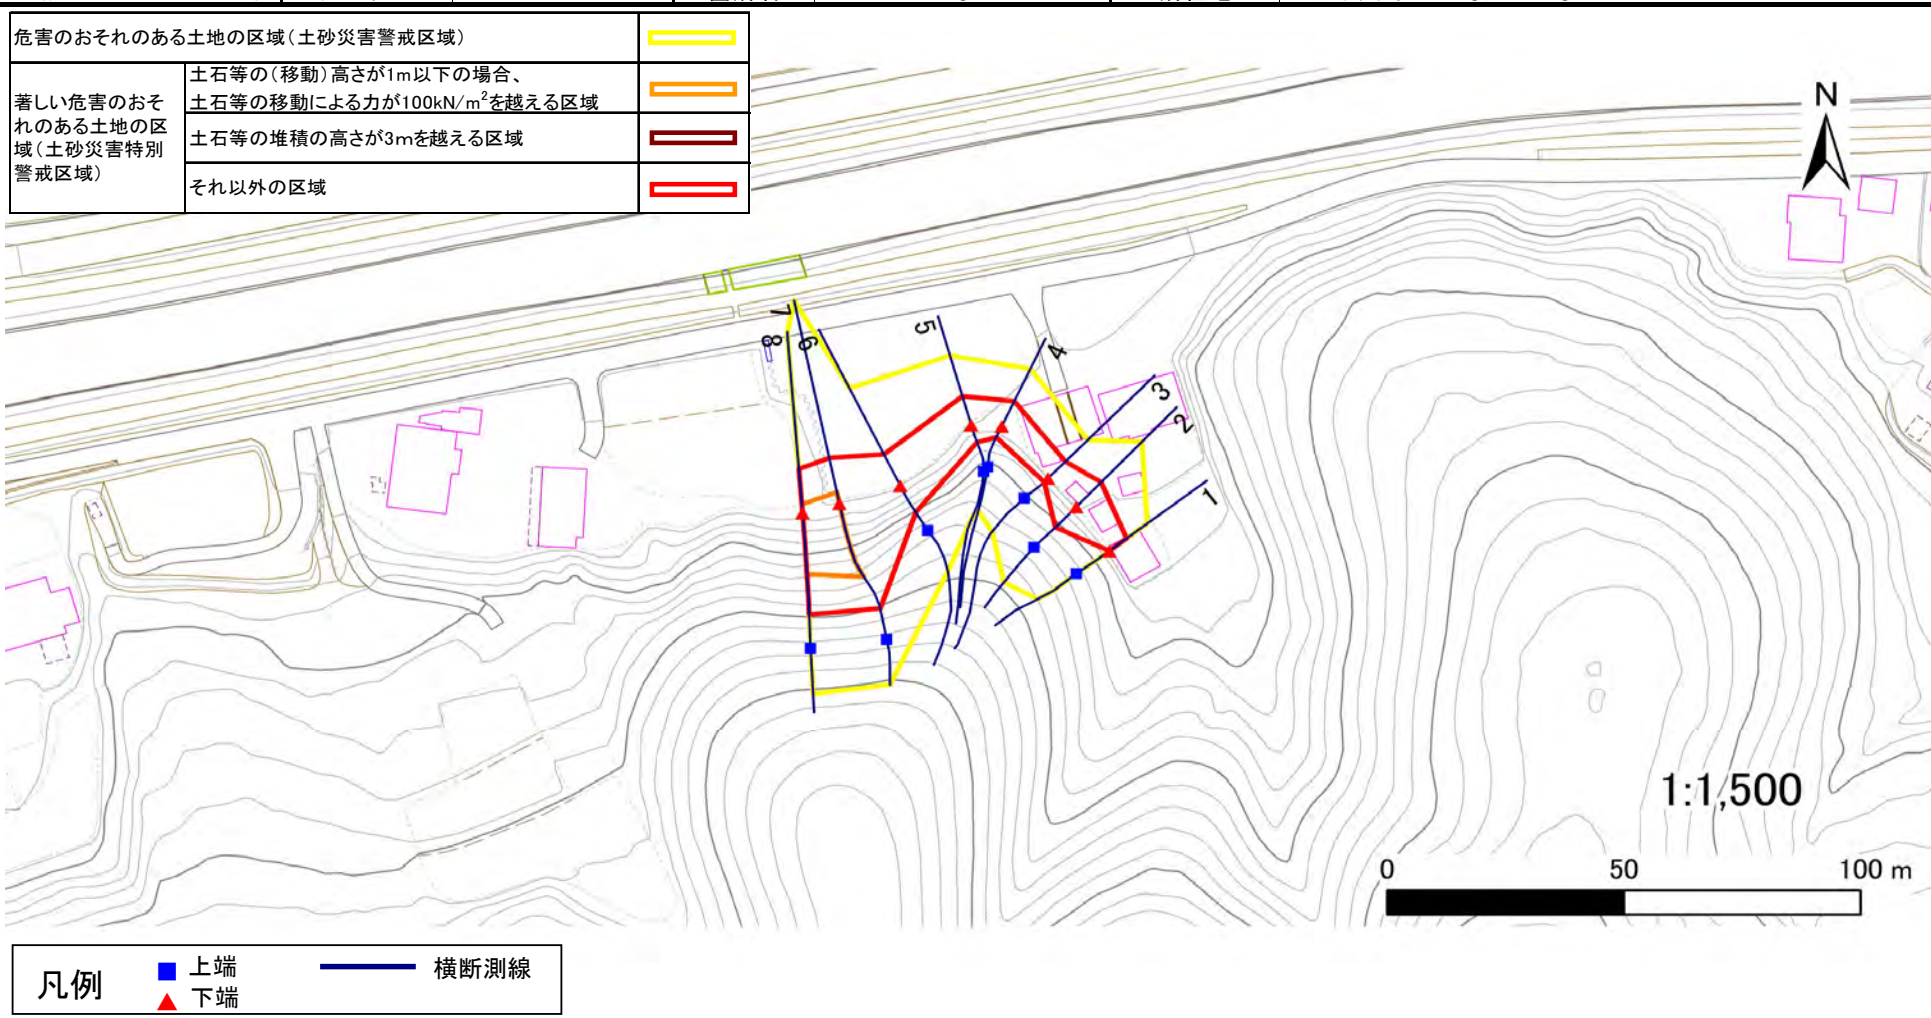 危害のおそれのある土地の区域（土砂災害警戒区域）
著しい危害のおそ
れのある土地の区
域（土砂災害特別
警戒区域）
土石等の（移動）高さが1m以下の場合、
土石等の移動による力が100kN/m²を越える区域
土石等の堆積の高さが3mを越える区域
それ以外の区域
N
7
8
6
5
4
3
2
1
1:1,500
0 50 100 m
凡例
上端
下端
横断測線